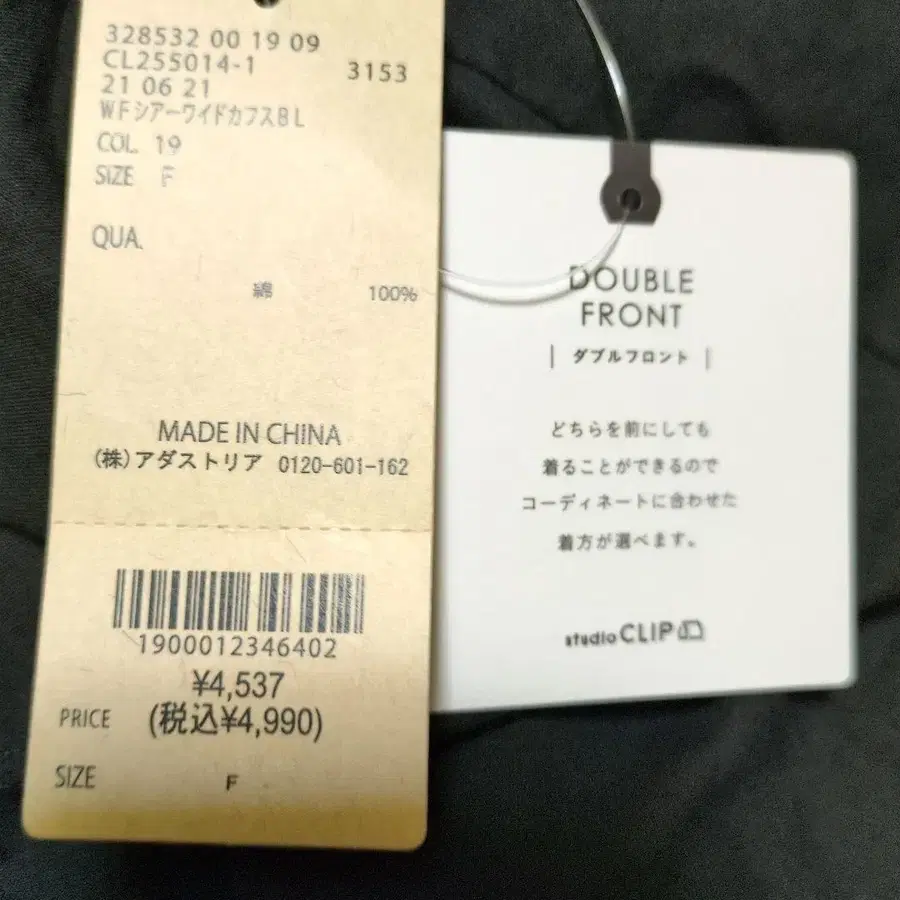 328532 00 19 09
CL255014-1 3153
21 06 21
WFシアーワイドカフスBL
COL. 19
SIZE F
QUA.
綿 100%
MADE IN CHINA
(株)アダストリア 0120-601-162
1900012346402
¥4,537
PRICE (税込¥4,990)
SIZE F
DOUBLE
FRONT
| ダブルフロント |
どちらを前にしても
着ることができるので
コーディネートに合わせた
着方が選べます。
studio CLIP